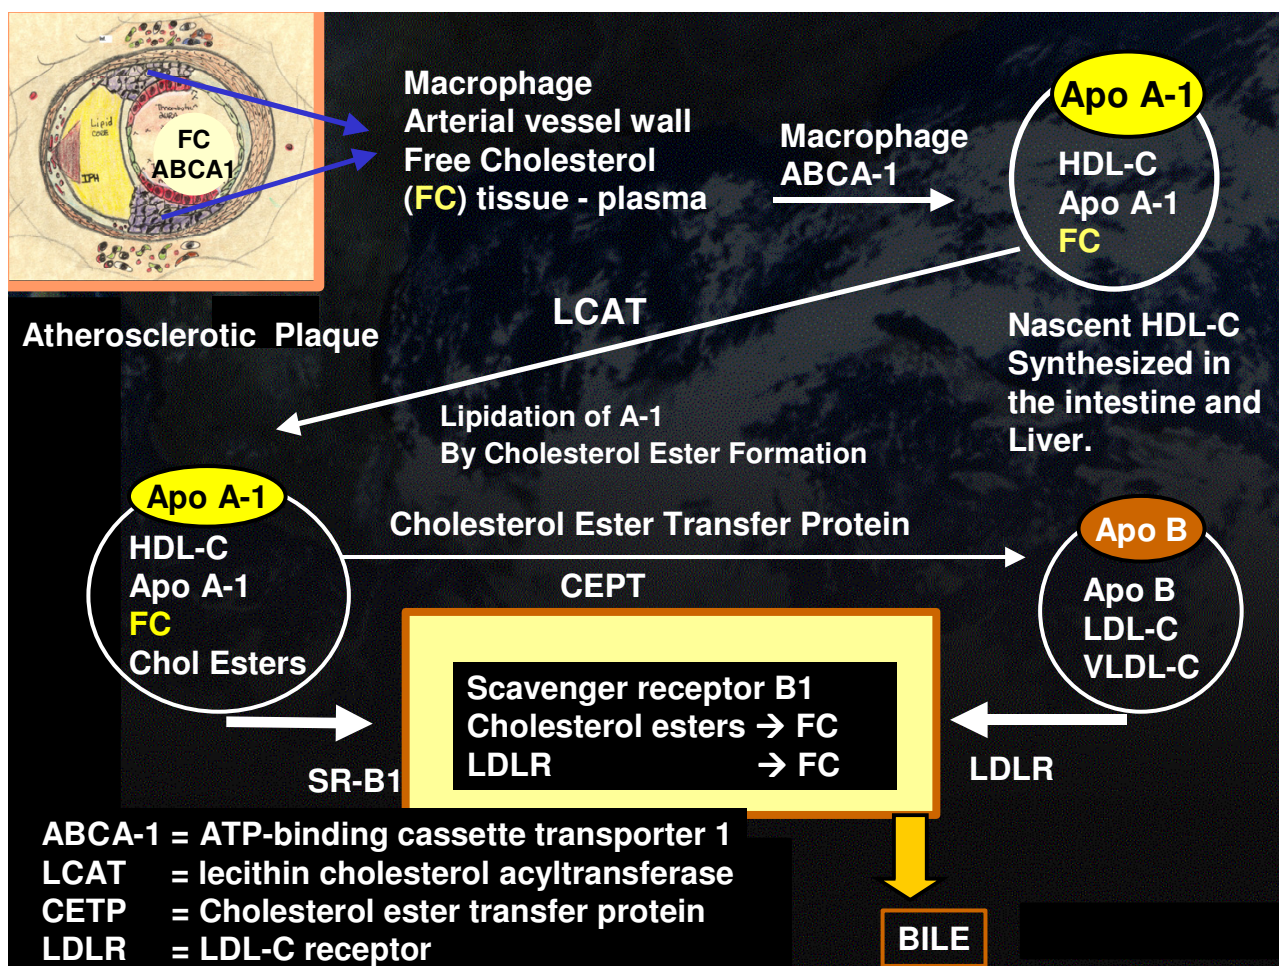 Lipid
CORE
IPH
FC
ABCA1
Macrophage
Arterial vessel wall
Free Cholesterol
(FC) tissue - plasma
Macrophage
ABCA-1
Apo A-1
HDL-C
Apo A-1
FC
Atherosclerotic Plaque
LCAT
Nascent HDL-C
Synthesized in
the intestine and
Liver.
Lipidation of A-1
By Cholesterol Ester Formation
Apo A-1
HDL-C
Apo A-1
FC
Chol Esters
Cholesterol Ester Transfer Protein
CEPT
Apo B
Apo B
LDL-C
VLDL-C
Scavenger receptor B1
Cholesterol esters → FC
LDLR → FC
SR-B1
LDLR
ABCA-1 = ATP-binding cassette transporter 1
LCAT = lecithin cholesterol acyltransferase
CETP = Cholesterol ester transfer protein
LDLR = LDL-C receptor
BILE